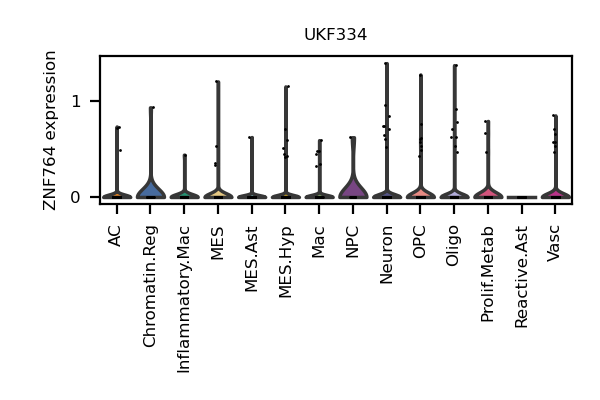 UKF334
ZNF764 expression
1
0
AC
Chromatin.Reg
Inflammatory.Mac
MES
MES.Ast
MES.Hyp
Mac
NPC
Neuron
OPC
Oligo
Prolif.Metab
Reactive.Ast
Vasc